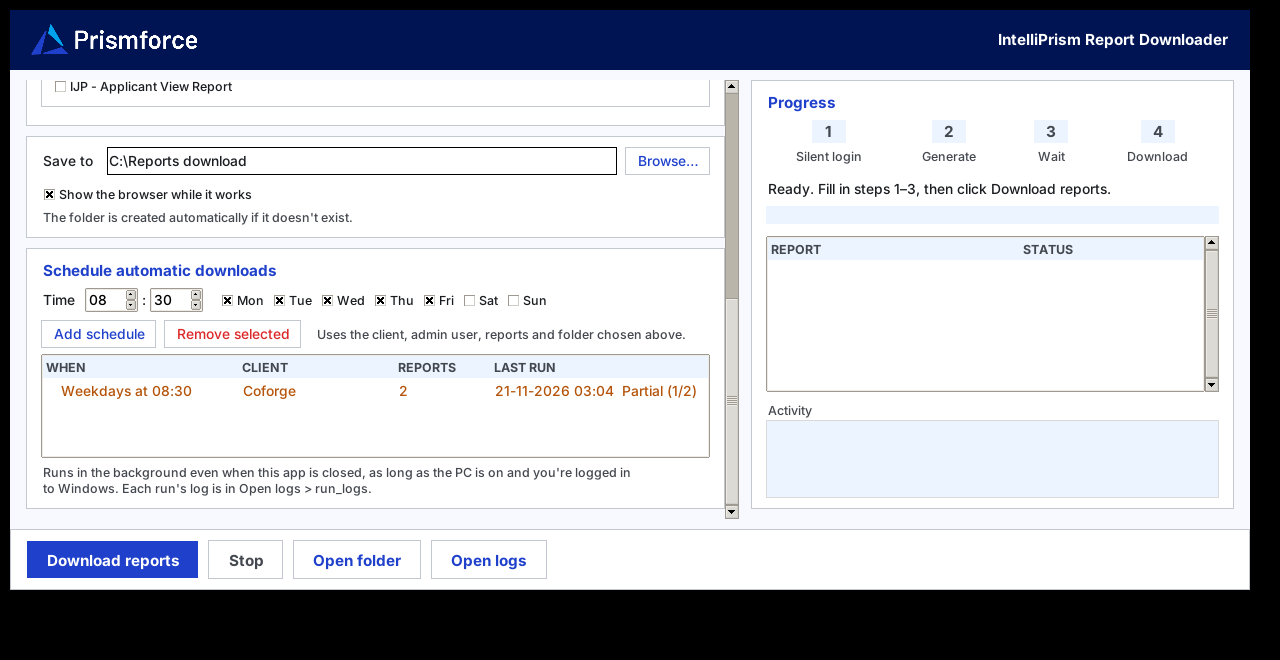 Prismforce
IntelliPrism Report Downloader
IJP - Applicant View Report
Save to C:\Reports download Browse...
Show the browser while it works
The folder is created automatically if it doesn't exist.
Schedule automatic downloads
Time 08 : 30 Mon Tue Wed Thu Fri Sat Sun
Add schedule Remove selected Uses the client, admin user, reports and folder chosen above.
WHEN CLIENT REPORTS LAST RUN
Weekdays at 08:30 Coforge 2 21-11-2026 03:04 Partial (1/2)
Runs in the background even when this app is closed, as long as the PC is on and you're logged in
to Windows. Each run's log is in Open logs > run_logs.
Progress
1 2 3 4
Silent login Generate Wait Download
Ready. Fill in steps 1–3, then click Download reports.
REPORT STATUS
Activity
Download reports Stop Open folder Open logs